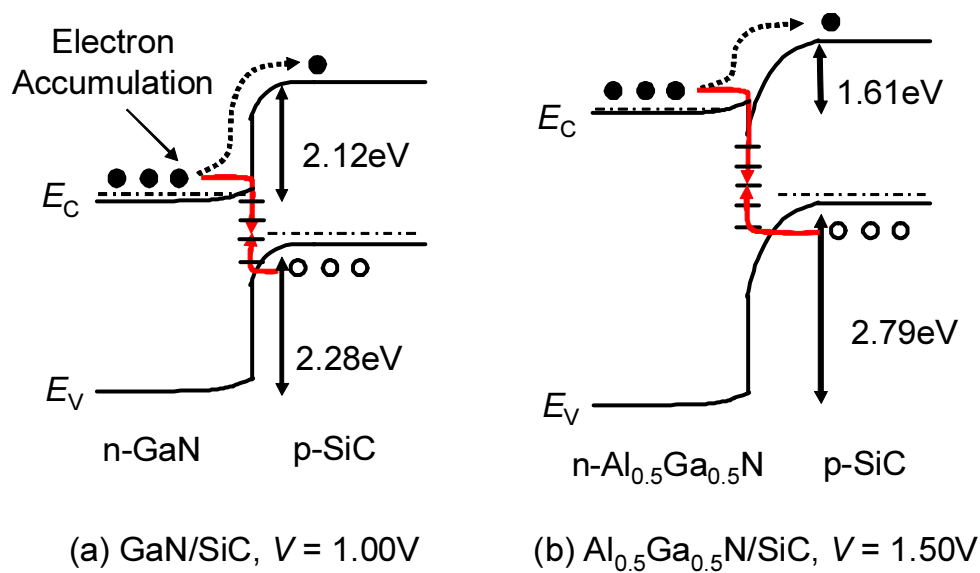 Electron
Accumulation
E_C
2.12eV
2.28eV
E_V
n-GaN
p-SiC
(a) GaN/SiC, V = 1.00V
E_C
1.61eV
2.79eV
E_V
n-Al₀.₅Ga₀.₅N
p-SiC
(b) Al₀.₅Ga₀.₅N/SiC, V = 1.50V